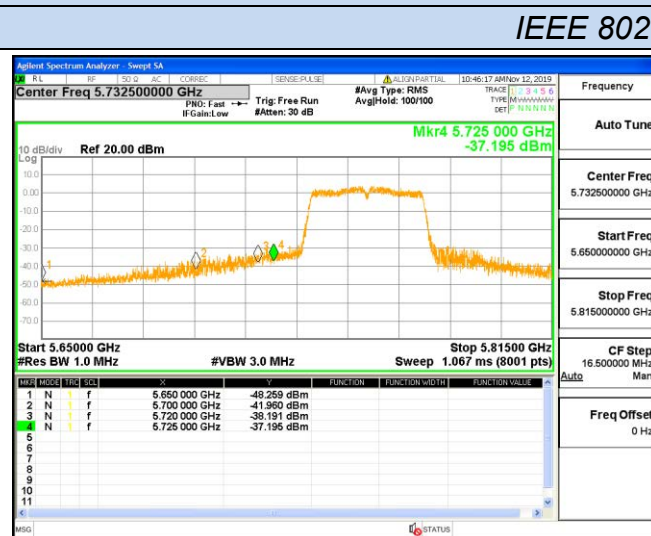 IEEE 802
Agilent Spectrum Analyzer - Swept SA
RL RF 50 Ω AC CORREC SENSE:PULSE ALIGN PARTIAL 10:46:17 AM Nov 12, 2019
Center Freq 5.732500000 GHz
PNO: Fast
IFGain:Low
Trig: Free Run
#Atten: 30 dB
#Avg Type: RMS
Avg|Hold: 100/100
TRACE 1 2 3 4 5 6
TYPE M
DET P N N N N N
Mkr4 5.725 000 GHz
-37.195 dBm
10 dB/div Ref 20.00 dBm
Log
10.0
0.00
-10.0
-20.0
-30.0
-40.0
-50.0
-60.0
-70.0
1
2
3
4
Start 5.65000 GHz Stop 5.81500 GHz
#Res BW 1.0 MHz #VBW 3.0 MHz Sweep 1.067 ms (8001 pts)
MKR MODE TRC SCL X Y FUNCTION FUNCTION WIDTH FUNCTION VALUE
1 N 1 f 5.650 000 GHz -48.259 dBm
2 N 1 f 5.700 000 GHz -41.960 dBm
3 N 1 f 5.720 000 GHz -38.191 dBm
4 N 1 f 5.725 000 GHz -37.195 dBm
5
6
7
8
9
10
11
MSG STATUS
Frequency
Auto Tune
Center Freq
5.732500000 GHz
Start Freq
5.650000000 GHz
Stop Freq
5.815000000 GHz
CF Step
16.500000 MHz
Auto Man
Freq Offset
0 Hz